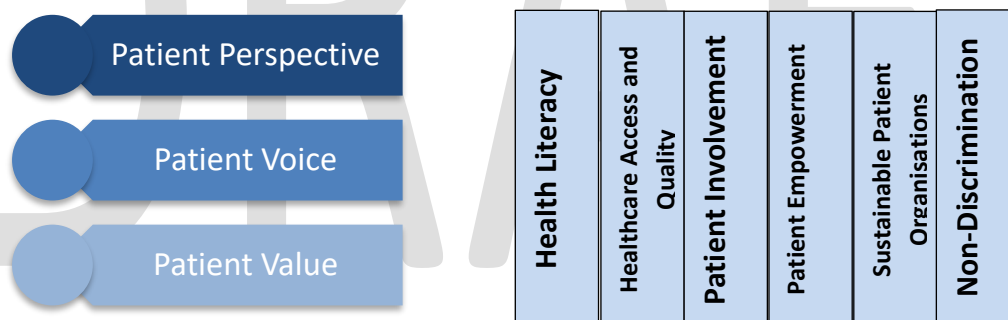 Patient Perspective
Patient Voice
Patient Value
Health Literacy
Healthcare Access and
Quality
Patient Involvement
Patient Empowerment
Sustainable Patient
Organisations
Non-Discrimination